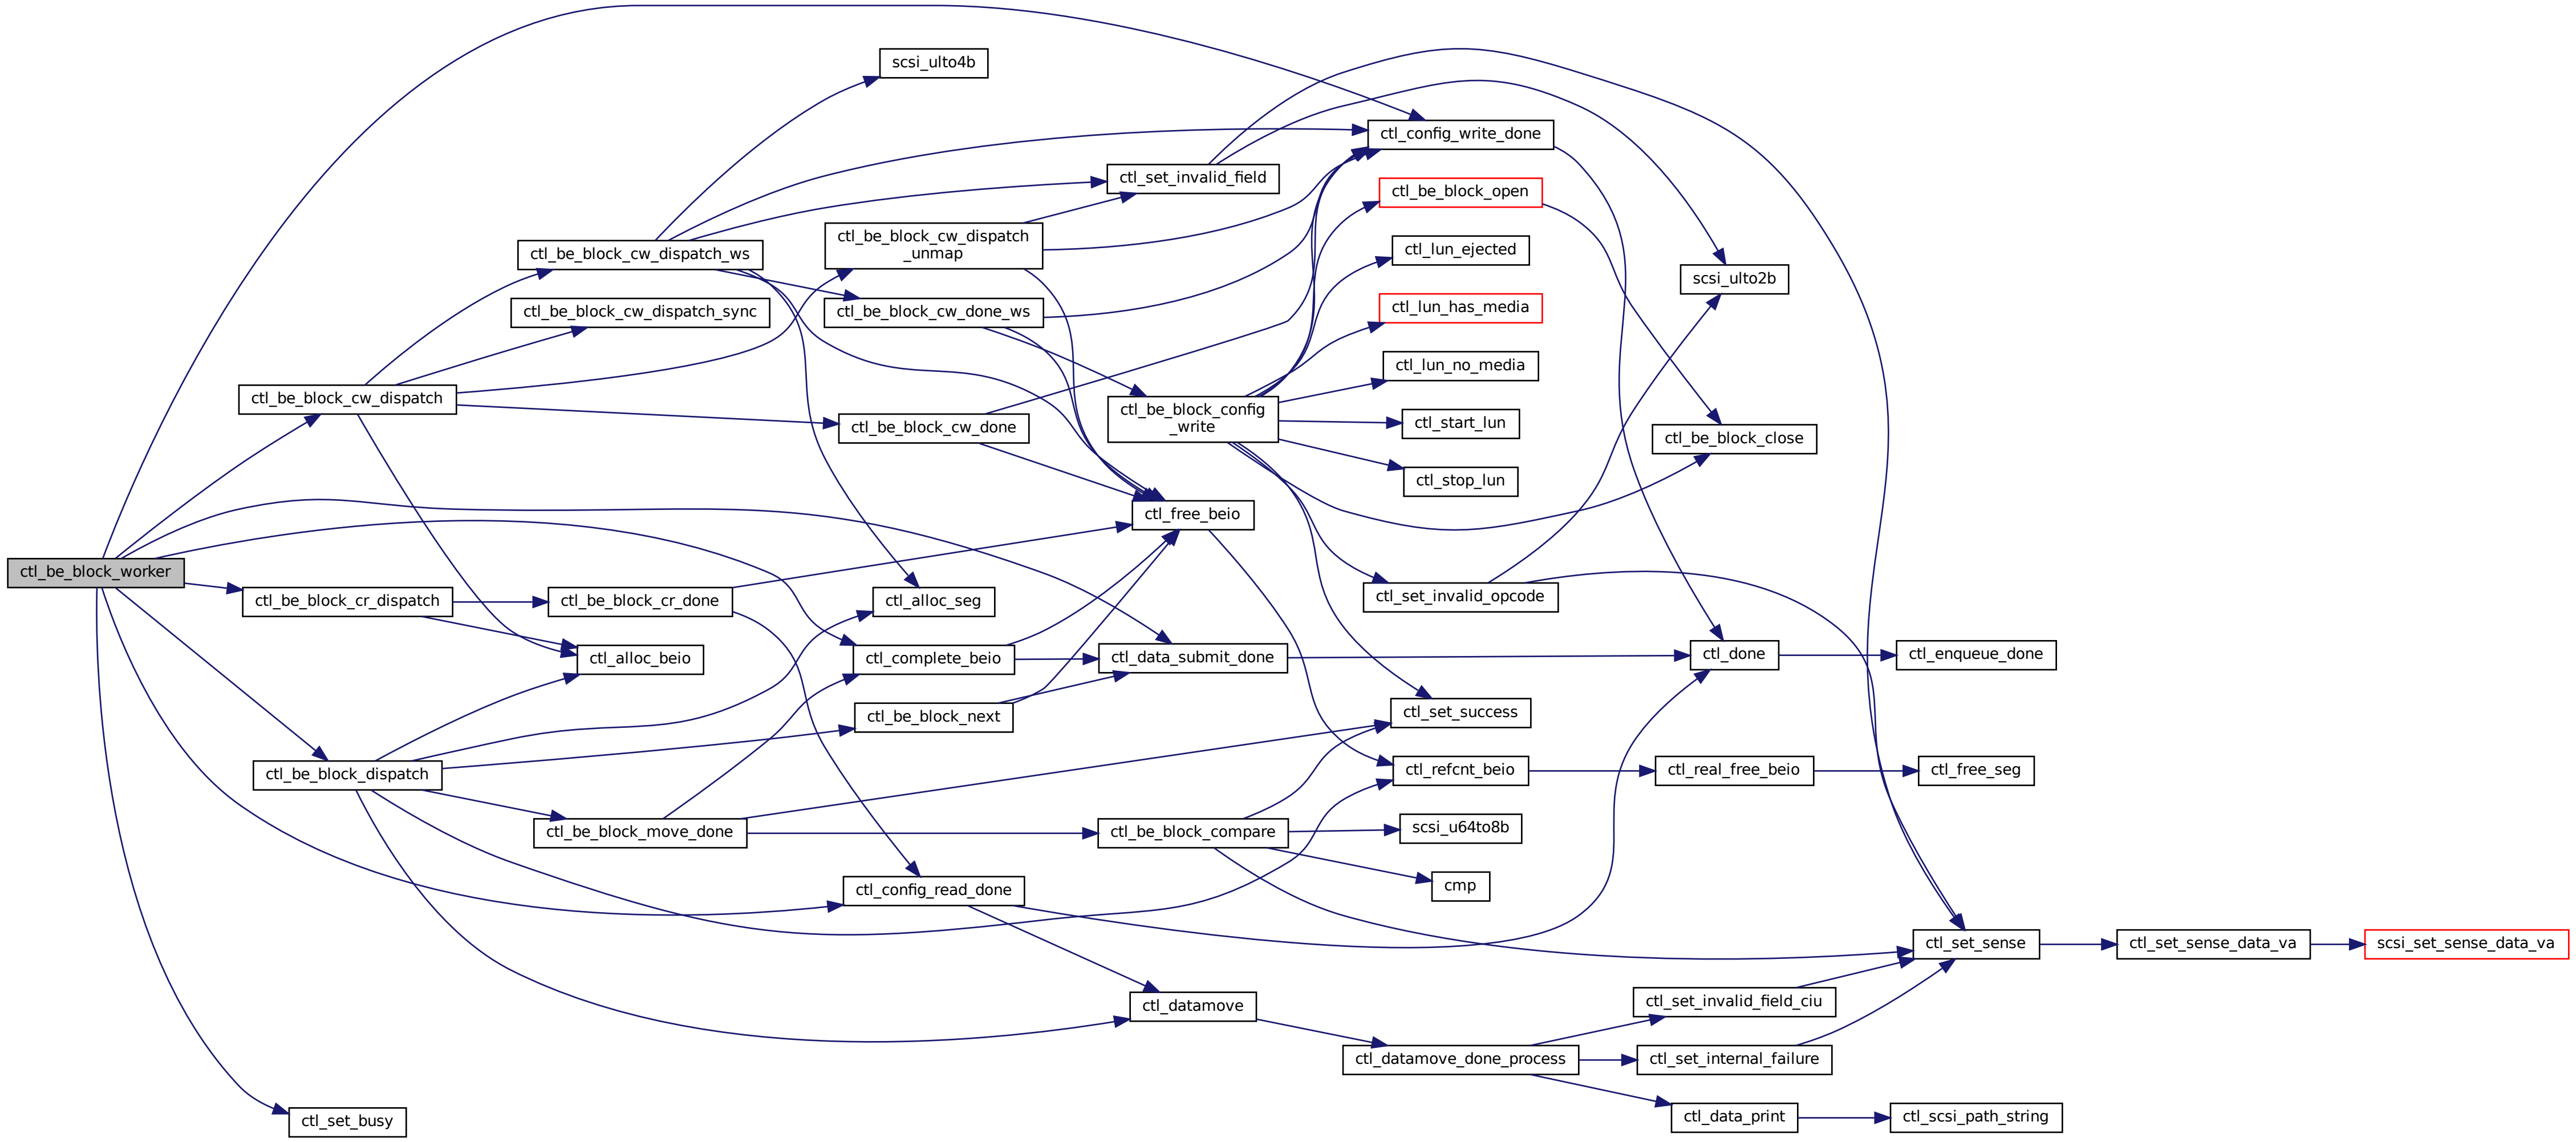 scsi_ulto4b
ctl_config_write_done
ctl_set_invalid_field
ctl_be_block_open
ctl_be_block_cw_dispatch
_unmap
ctl_be_block_cw_dispatch_ws
ctl_lun_ejected
scsi_ulto2b
ctl_be_block_cw_dispatch_sync
ctl_be_block_cw_done_ws
ctl_lun_has_media
ctl_lun_no_media
ctl_be_block_cw_dispatch
ctl_be_block_config
_write
ctl_start_lun
ctl_be_block_cw_done
ctl_be_block_close
ctl_stop_lun
ctl_free_beio
ctl_be_block_worker
ctl_be_block_cr_dispatch
ctl_be_block_cr_done
ctl_alloc_seg
ctl_set_invalid_opcode
ctl_alloc_beio
ctl_complete_beio
ctl_data_submit_done
ctl_done
ctl_enqueue_done
ctl_be_block_next
ctl_set_success
ctl_be_block_dispatch
ctl_refcnt_beio
ctl_real_free_beio
ctl_free_seg
ctl_be_block_move_done
ctl_be_block_compare
scsi_u64to8b
ctl_config_read_done
cmp
ctl_set_sense
ctl_set_sense_data_va
scsi_set_sense_data_va
ctl_datamove
ctl_set_invalid_field_ciu
ctl_datamove_done_process
ctl_set_internal_failure
ctl_set_busy
ctl_data_print
ctl_scsi_path_string